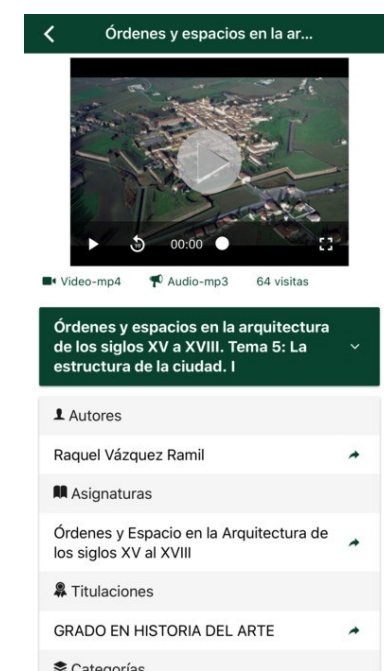 Órdenes y espacios en la ar...
00:00
Video-mp4 Audio-mp3 64 visitas
Órdenes y espacios en la arquitectura
de los siglos XV a XVIII. Tema 5: La
estructura de la ciudad. I
Autores
Raquel Vázquez Ramil
Asignaturas
Órdenes y Espacio en la Arquitectura de
los siglos XV al XVIII
Titulaciones
GRADO EN HISTORIA DEL ARTE
Categorías